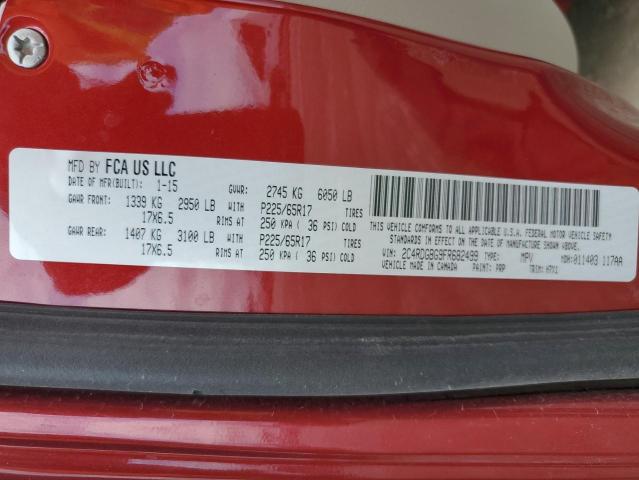 MFD BY FCA US LLC
DATE OF MFR(BUILT): 1-15 GVWR: 2745 KG 6050 LB
GAWR FRONT: 1339 KG 2950 LB WITH P225/65R17 TIRES
17X6.5 RIMS AT 250 KPA ( 36 PSI) COLD
GAWR REAR: 1407 KG 3100 LB WITH P225/65R17 TIRES
17X6.5 RIMS AT 250 KPA ( 36 PSI) COLD
THIS VEHICLE CONFORMS TO ALL APPLICABLE U.S.A. FEDERAL MOTOR VEHICLE SAFETY
STANDARDS IN EFFECT ON THE DATE OF MANUFACTURE SHOWN ABOVE.
VIN: 2C4RDGBG9FR682499 TYPE: MPV MDH:011403 117AA
VEHICLE MADE IN CANADA PAINT: PRP TRIM: